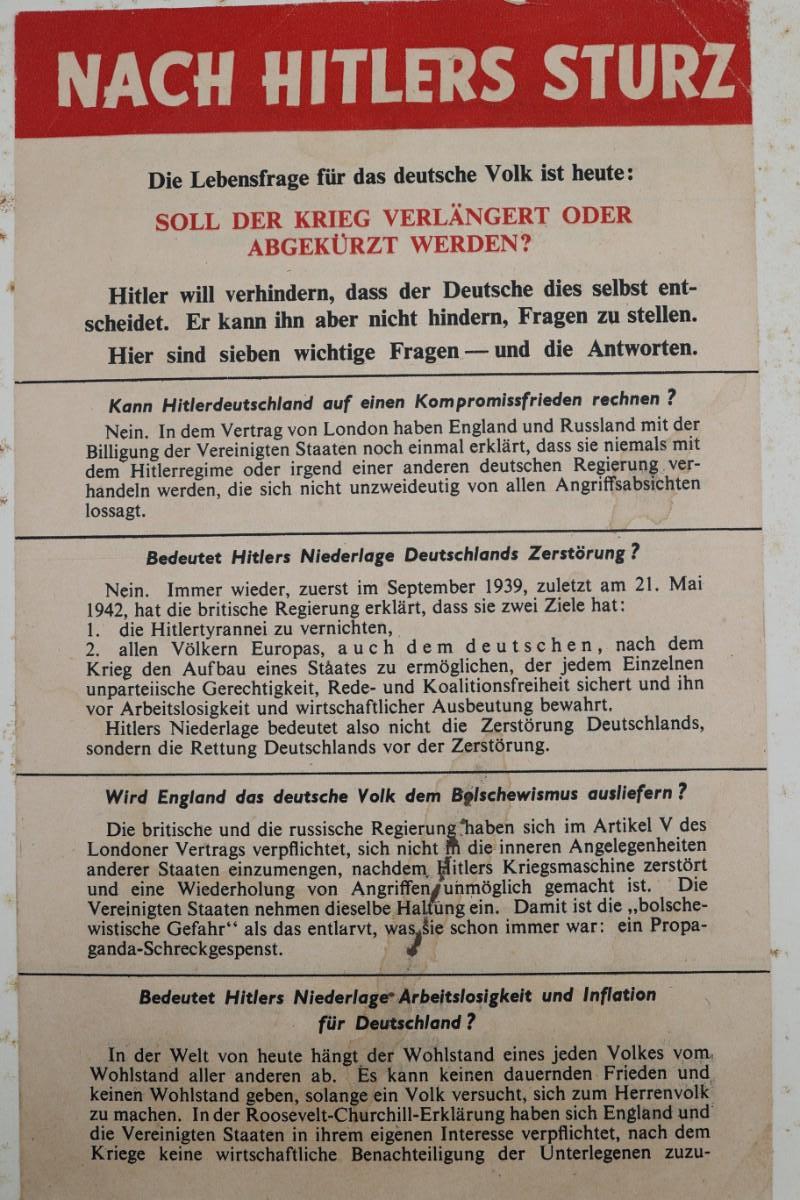 NACH HITLERS STURZ
Die Lebensfrage für das deutsche Volk ist heute:
SOLL DER KRIEG VERLÄNGERT ODER
ABGEKÜRZT WERDEN?
Hitler will verhindern, dass der Deutsche dies selbst ent-
scheidet. Er kann ihn aber nicht hindern, Fragen zu stellen.
Hier sind sieben wichtige Fragen — und die Antworten.
Kann Hitlerdeutschland auf einen Kompromissfrieden rechnen?
Nein. In dem Vertrag von London haben England und Russland mit der
Billigung der Vereinigten Staaten noch einmal erklärt, dass sie niemals mit
dem Hitlerregime oder irgend einer anderen deutschen Regierung ver-
handeln werden, die sich nicht unzweideutig von allen Angriffsabsichten
lossagt.
Bedeutet Hitlers Niederlage Deutschlands Zerstörung?
Nein. Immer wieder, zuerst im September 1939, zuletzt am 21. Mai
1942, hat die britische Regierung erklärt, dass sie zwei Ziele hat:
1. die Hitlertyrannei zu vernichten,
2. allen Völkern Europas, auch dem deutschen, nach dem
Krieg den Aufbau eines Staates zu ermöglichen, der jedem Einzelnen
unparteiische Gerechtigkeit, Rede- und Koalitionsfreiheit sichert und ihn
vor Arbeitslosigkeit und wirtschaftlicher Ausbeutung bewahrt.
Hitlers Niederlage bedeutet also nicht die Zerstörung Deutschlands,
sondern die Rettung Deutschlands vor der Zerstörung.
Wird England das deutsche Volk dem Bolschewismus ausliefern?
Die britische und die russische Regierung haben sich im Artikel V des
Londoner Vertrags verpflichtet, sich nicht in die inneren Angelegenheiten
anderer Staaten einzumengen, nachdem Hitlers Kriegsmaschine zerstört
und eine Wiederholung von Angriffen unmöglich gemacht ist. Die
Vereinigten Staaten nehmen dieselbe Haltung ein. Damit ist die „bolsche-
wistische Gefahr“ als das entlarvt, was sie schon immer war: ein Propa-
ganda-Schreckgespenst.
Bedeutet Hitlers Niederlage Arbeitslosigkeit und Inflation
für Deutschland?
In der Welt von heute hängt der Wohlstand eines jeden Volkes vom
Wohlstand aller anderen ab. Es kann keinen dauernden Frieden und
keinen Wohlstand geben, solange ein Volk versucht, sich zum Herrenvolk
zu machen. In der Roosevelt-Churchill-Erklärung haben sich England und
die Vereinigten Staaten in ihrem eigenen Interesse verpflichtet, nach dem
Kriege keine wirtschaftliche Benachteiligung der Unterlegenen zuzu-